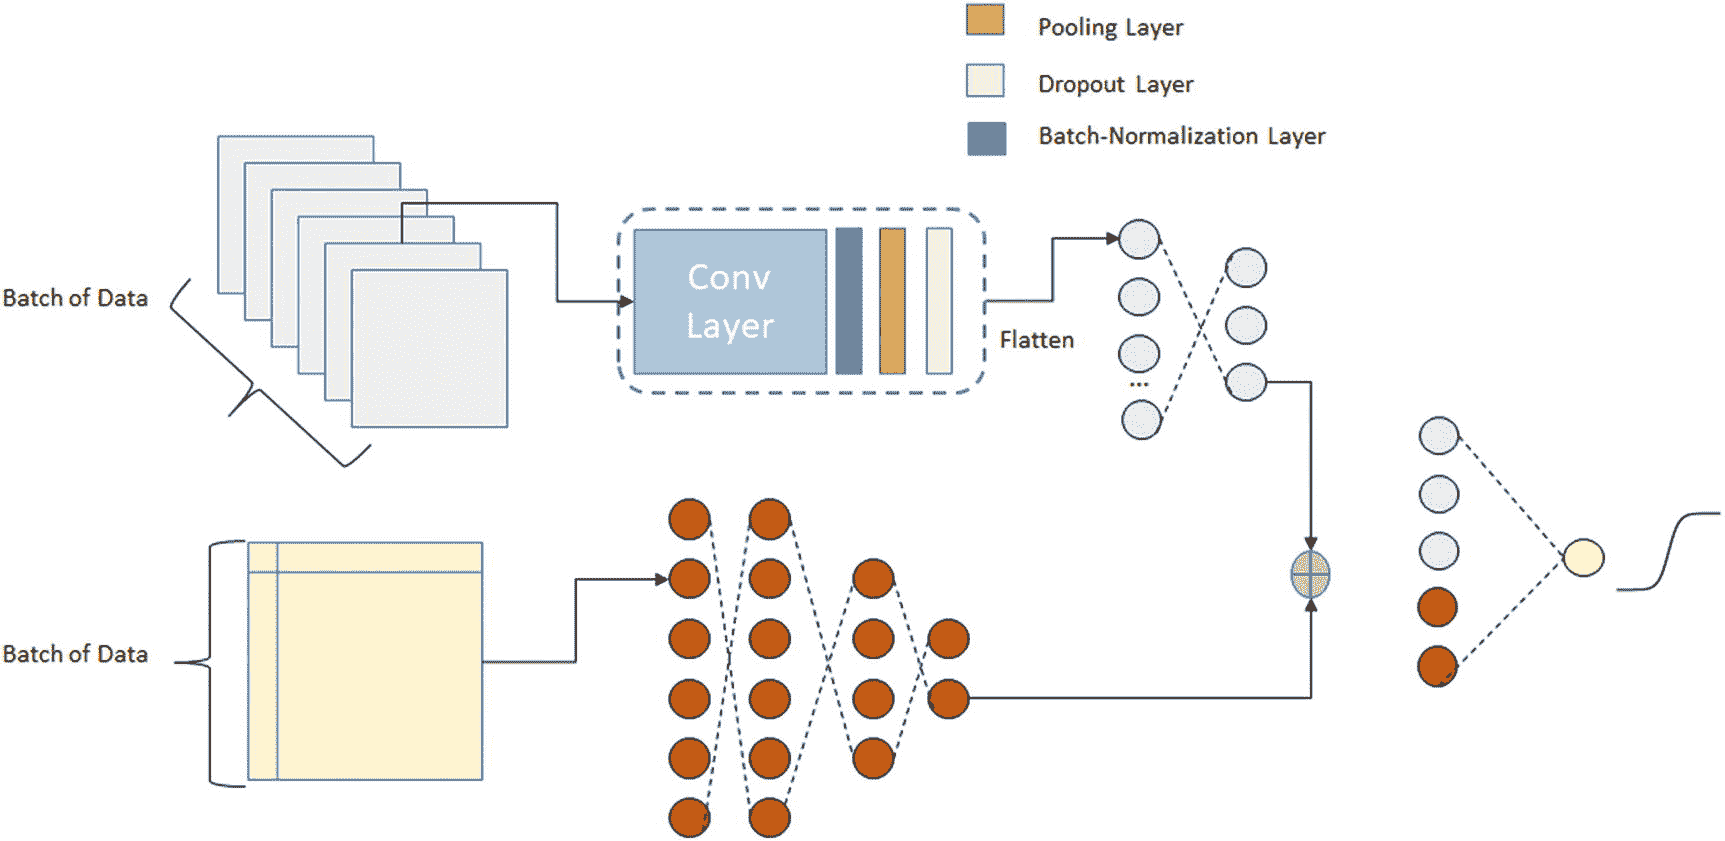 Pooling Layer
Dropout Layer
Batch-Normalization Layer
Batch of Data
Conv
Layer
Flatten
...
Batch of Data